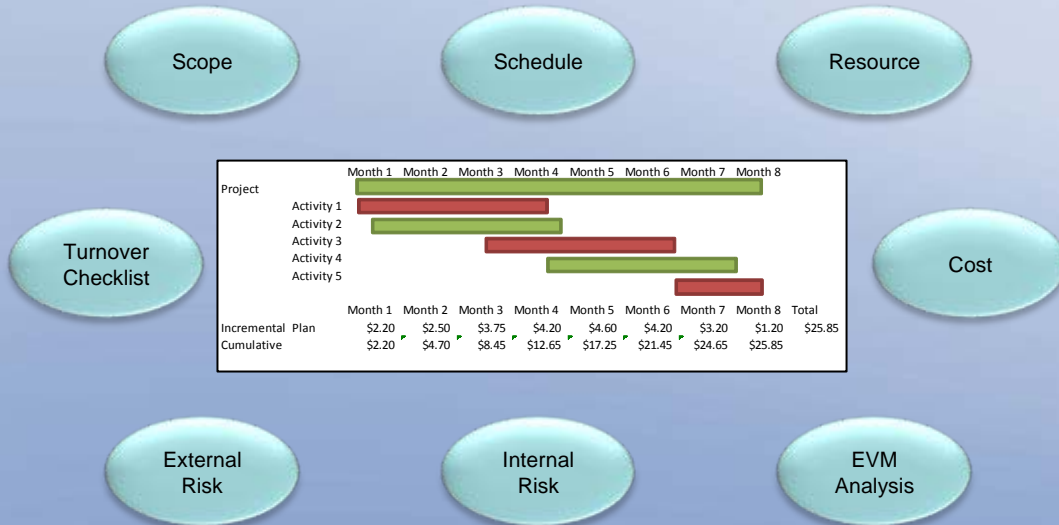 Scope
Schedule
Resource
Month 1 Month 2 Month 3 Month 4 Month 5 Month 6 Month 7 Month 8
Project
Activity 1
Activity 2
Activity 3
Activity 4
Activity 5
Month 1 Month 2 Month 3 Month 4 Month 5 Month 6 Month 7 Month 8 Total
Incremental Plan $2.20 $2.50 $3.75 $4.20 $4.60 $4.20 $3.20 $1.20 $25.85
Cumulative $2.20 $4.70 $8.45 $12.65 $17.25 $21.45 $24.65 $25.85
Turnover
Checklist
Cost
External
Risk
Internal
Risk
EVM
Analysis